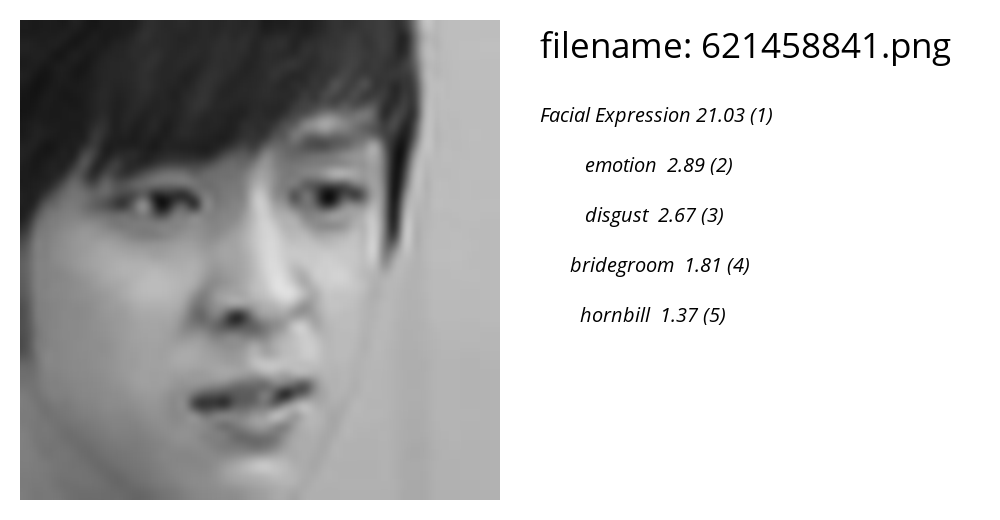 filename: 621458841.png
Facial Expression 21.03 (1)
emotion 2.89 (2)
disgust 2.67 (3)
bridegroom 1.81 (4)
hornbill 1.37 (5)